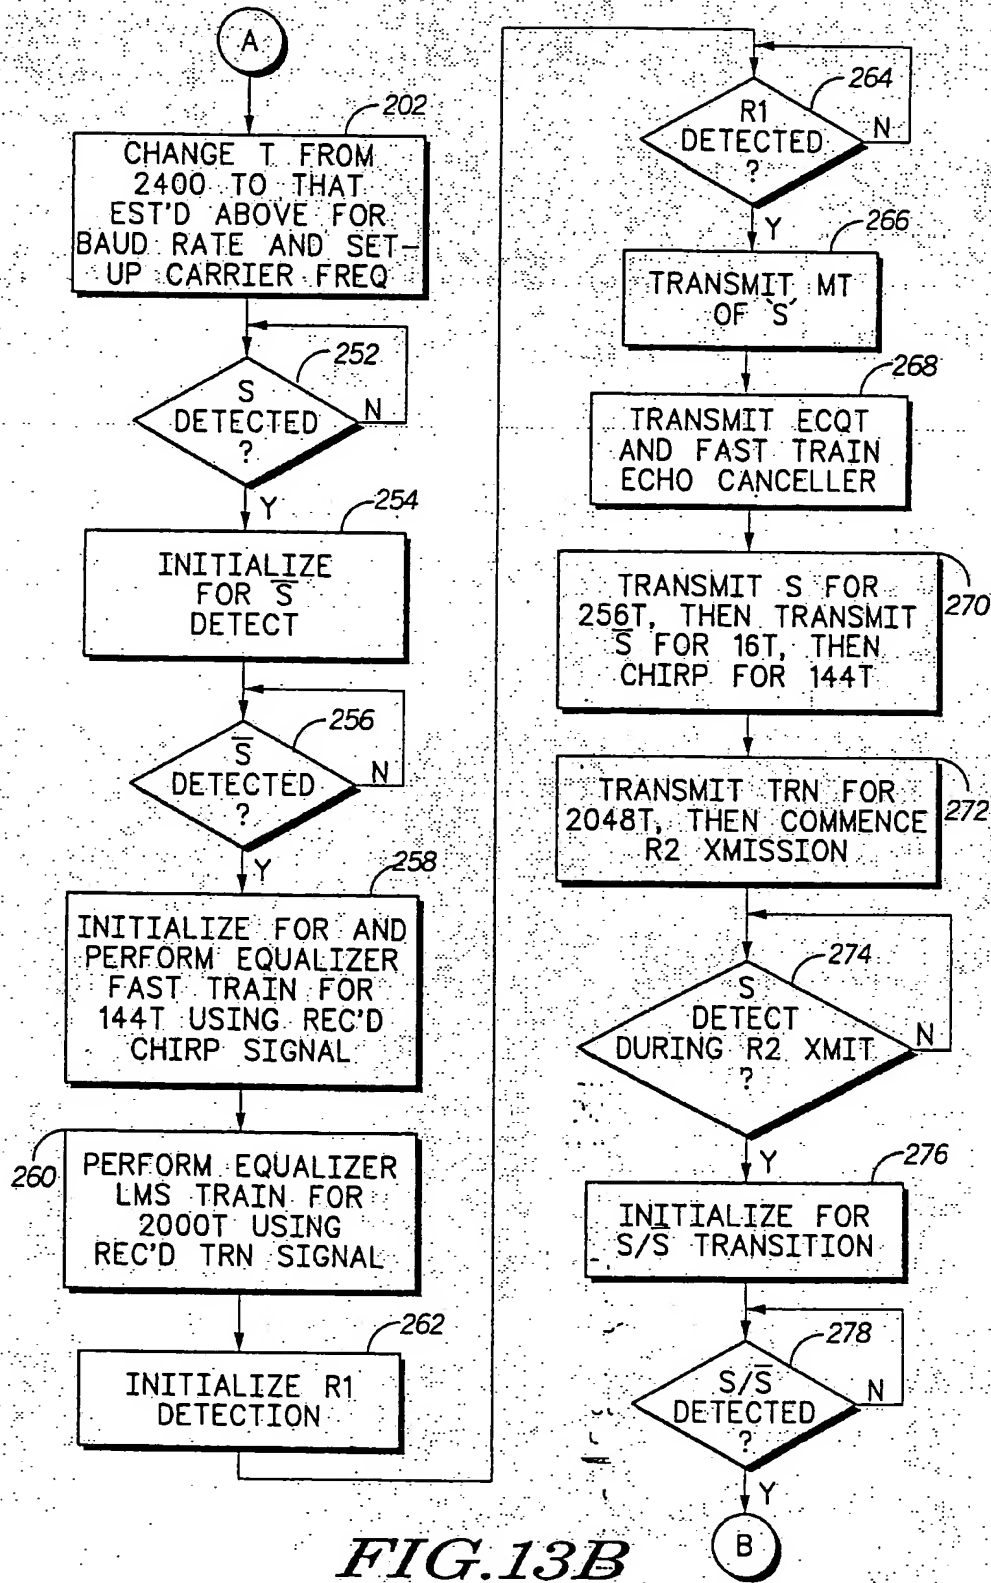 A
202
CHANGE T FROM
2400 TO THAT
EST'D ABOVE FOR
BAUD RATE AND SET-
UP CARRIER FREQ
252
S
DETECTED
?
N
Y
254
INITIALIZE
FOR S̅
DETECT
256
S̅
DETECTED
?
N
Y
258
INITIALIZE FOR AND
PERFORM EQUALIZER
FAST TRAIN FOR
144T USING REC'D
CHIRP SIGNAL
260
PERFORM EQUALIZER
LMS TRAIN FOR
2000T USING
REC'D TRN SIGNAL
262
INITIALIZE R1
DETECTION
264
R1
DETECTED
?
N
Y
266
TRANSMIT MT
OF 'S'
268
TRANSMIT ECQT
AND FAST TRAIN
ECHO CANCELLER
270
TRANSMIT S FOR
256T, THEN TRANSMIT
S̅ FOR 16T, THEN
CHIRP FOR 144T
272
TRANSMIT TRN FOR
2048T, THEN COMMENCE
R2 XMISSION
274
S
DETECT
DURING R2 XMIT
?
N
Y
276
INITIALIZE FOR
S/S̅ TRANSITION
278
S/S̅
DETECTED
?
N
Y
B
FIG.13B